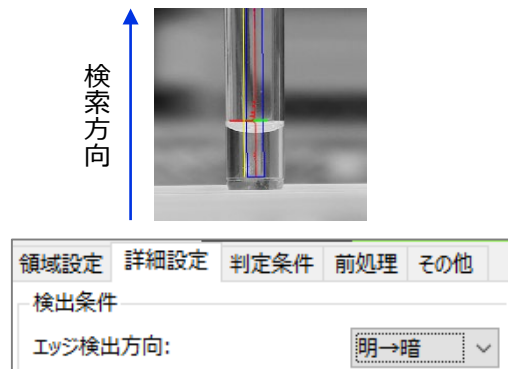 検索方向
領域設定 詳細設定 判定条件 前処理 その他
検出条件
エッジ検出方向: 明→暗